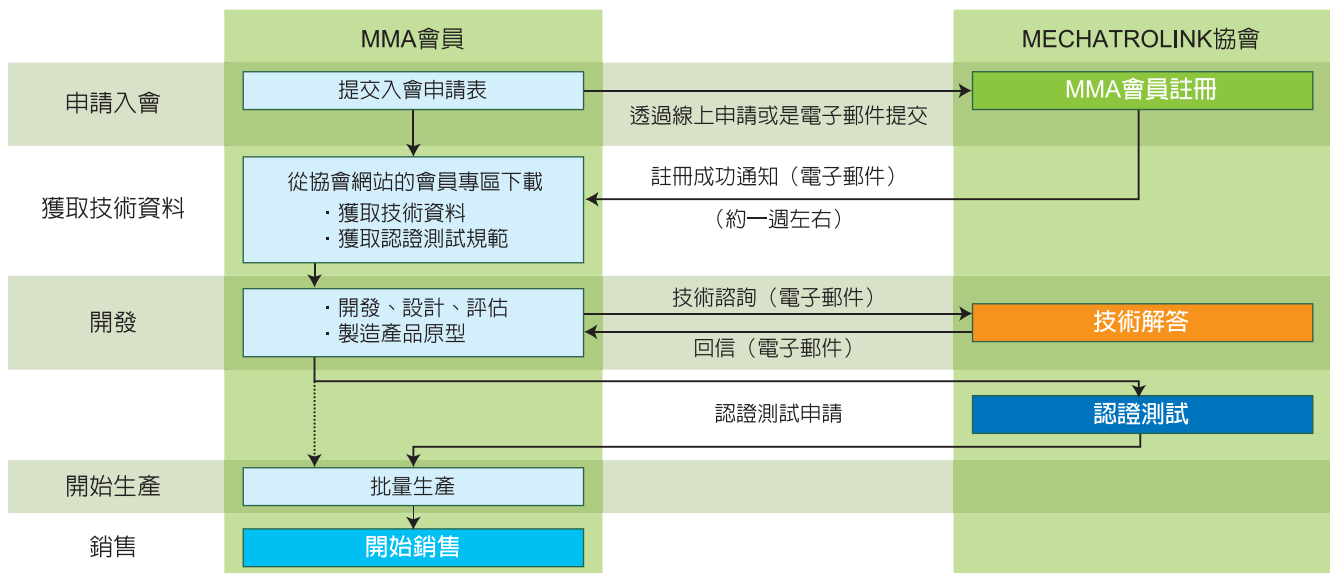 MMA會員
MECHATROLINK協會
申請入會
提交入會申請表
透過線上申請或是電子郵件提交
MMA會員註冊
獲取技術資料
從協會網站的會員專區下載
・獲取技術資料
・獲取認證測試規範
註冊成功通知（電子郵件）
（約一週左右）
開發
・開發、設計、評估
・製造產品原型
技術諮詢（電子郵件）
回信（電子郵件）
技術解答
認證測試申請
認證測試
開始生產
批量生產
銷售
開始銷售